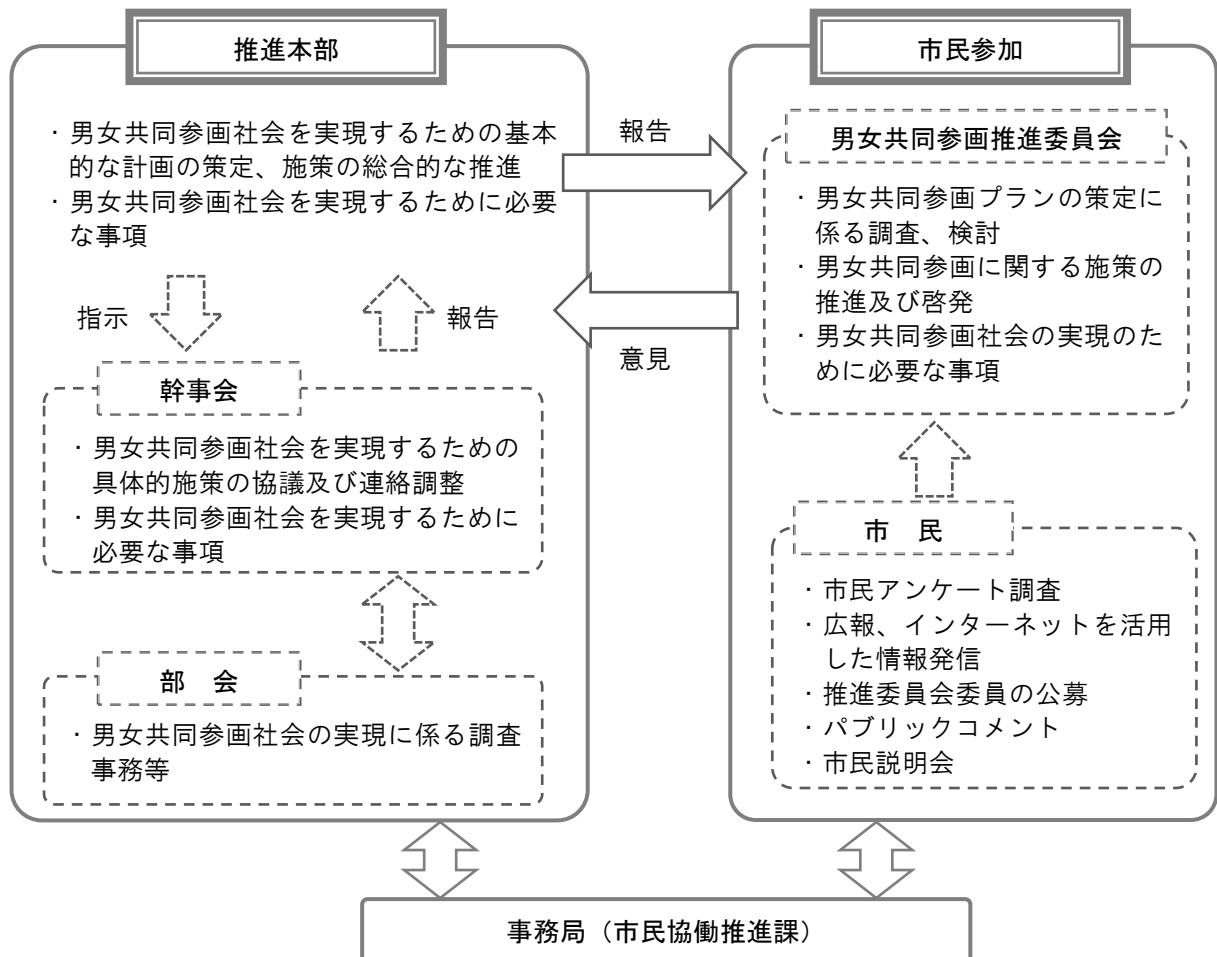 推進本部
・男女共同参画社会を実現するための基本
的な計画の策定、施策の総合的な推進
・男女共同参画社会を実現するために必要
な事項
指示
報告
幹事会
・男女共同参画社会を実現するための
具体的施策の協議及び連絡調整
・男女共同参画社会を実現するために
必要な事項
部　会
・男女共同参画社会の実現に係る調査
事務等
報告
意見
市民参加
男女共同参画推進委員会
・男女共同参画プランの策定に
係る調査、検討
・男女共同参画に関する施策の
推進及び啓発
・男女共同参画社会の実現のた
めに必要な事項
市　民
・市民アンケート調査
・広報、インターネットを活用
した情報発信
・推進委員会委員の公募
・パブリックコメント
・市民説明会
事務局（市民協働推進課）